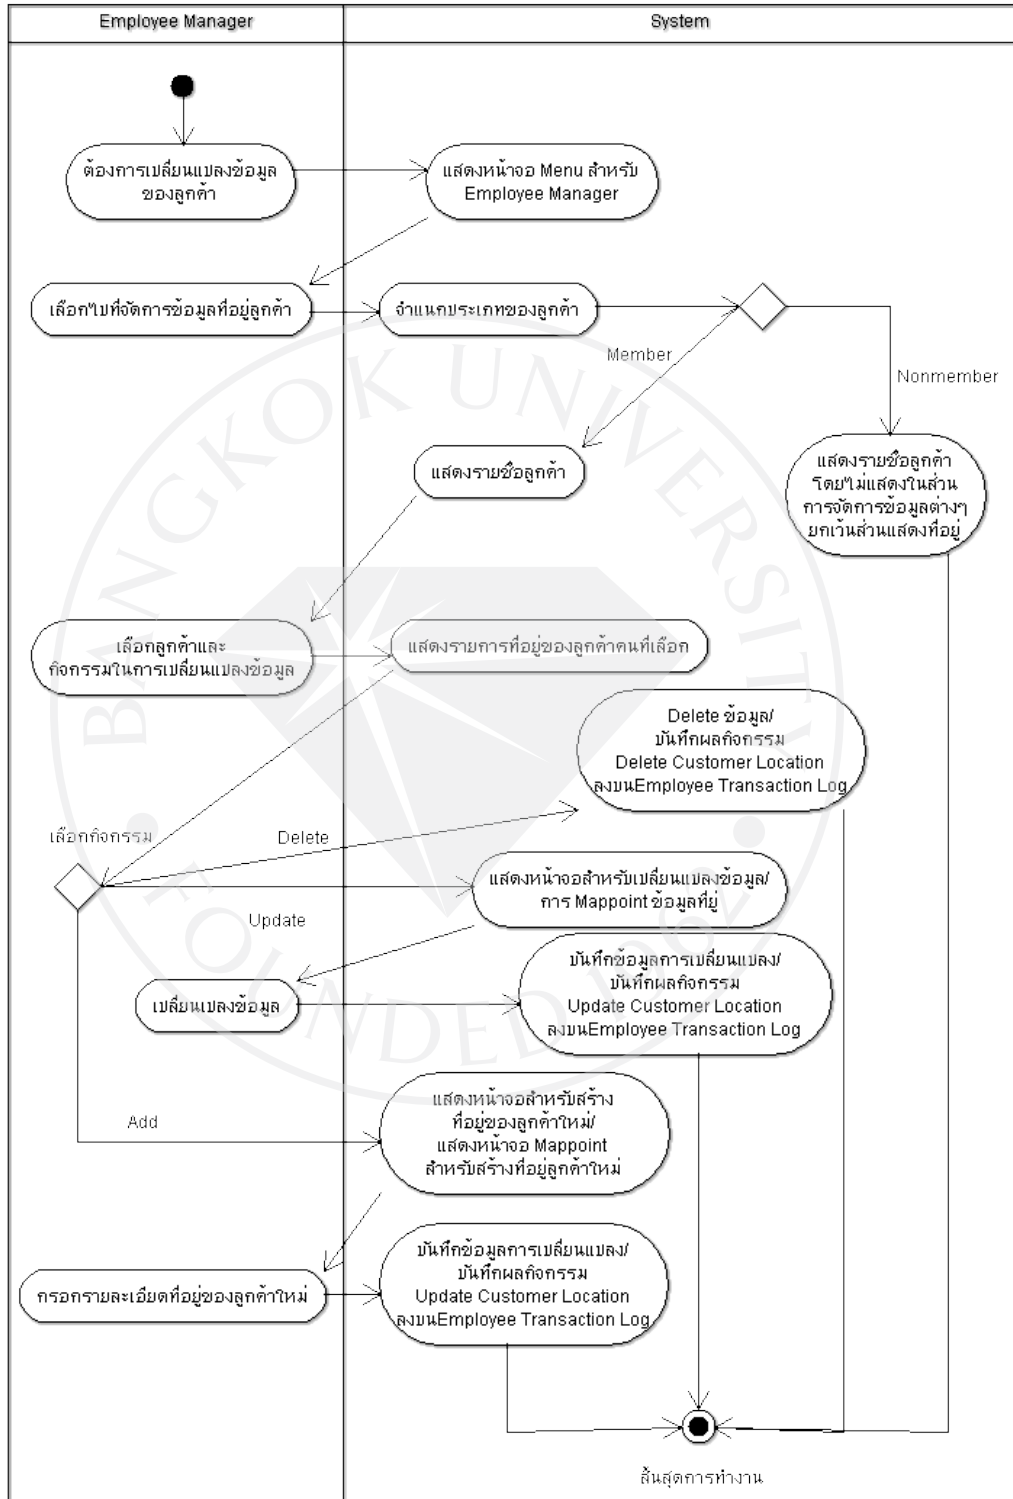 Employee Manager
System
ต้องการเปลี่ยนแปลงข้อมูล
ของลูกค้า
แสดงหน้าจอ Menu สำหรับ
Employee Manager
เลือกไปที่จัดการข้อมูลที่อยู่ลูกค้า
จำแนกประเภทของลูกค้า
Member
Nonmember
แสดงรายชื่อลูกค้า
แสดงรายชื่อลูกค้า
โดยไม่แสดงในส่วน
การจัดการข้อมูลต่างๆ
ยกเว้นส่วนแสดงที่อยู่
เลือกลูกค้าและ
กิจกรรมในการเปลี่ยนแปลงข้อมูล
แสดงรายการที่อยู่ของลูกค้าคนที่เลือก
Delete ข้อมูล/
บันทึกผลกิจกรรม
Delete Customer Location
ลงบนEmployee Transaction Log
เลือกกิจกรรม
Delete
แสดงหน้าจอสำหรับเปลี่ยนแปลงข้อมูล/
การ Mappoint ข้อมูลที่ยู่
Update
เปลี่ยนเปลงข้อมูล
บันทึกข้อมูลการเปลี่ยนแปลง/
บันทึกผลกิจกรรม
Update Customer Location
ลงบนEmployee Transaction Log
Add
แสดงหน้าจอสำหรับสร้าง
ที่อยู่ของลูกค้าใหม่/
แสดงหน้าจอ Mappoint
สำหรับสร้างที่อยู่ลูกค้าใหม่
กรอกรายละเอียดที่อยู่ของลูกค้าใหม่
บันทึกข้อมูลการเปลี่ยนแปลง/
บันทึกผลกิจกรรม
Update Customer Location
ลงบนEmployee Transaction Log
สิ้นสุดการทำงาน
BANGKOK UNIVERSITY
FOUNDED 1962